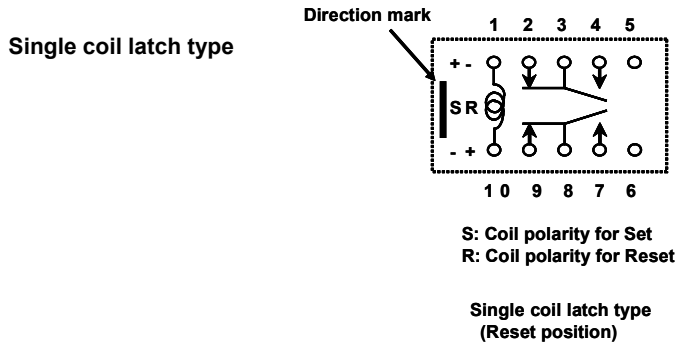 Direction mark
Single coil latch type
1 2 3 4 5
+ -
S R
- +
1 0 9 8 7 6
S: Coil polarity for Set
R: Coil polarity for Reset
Single coil latch type
(Reset position)